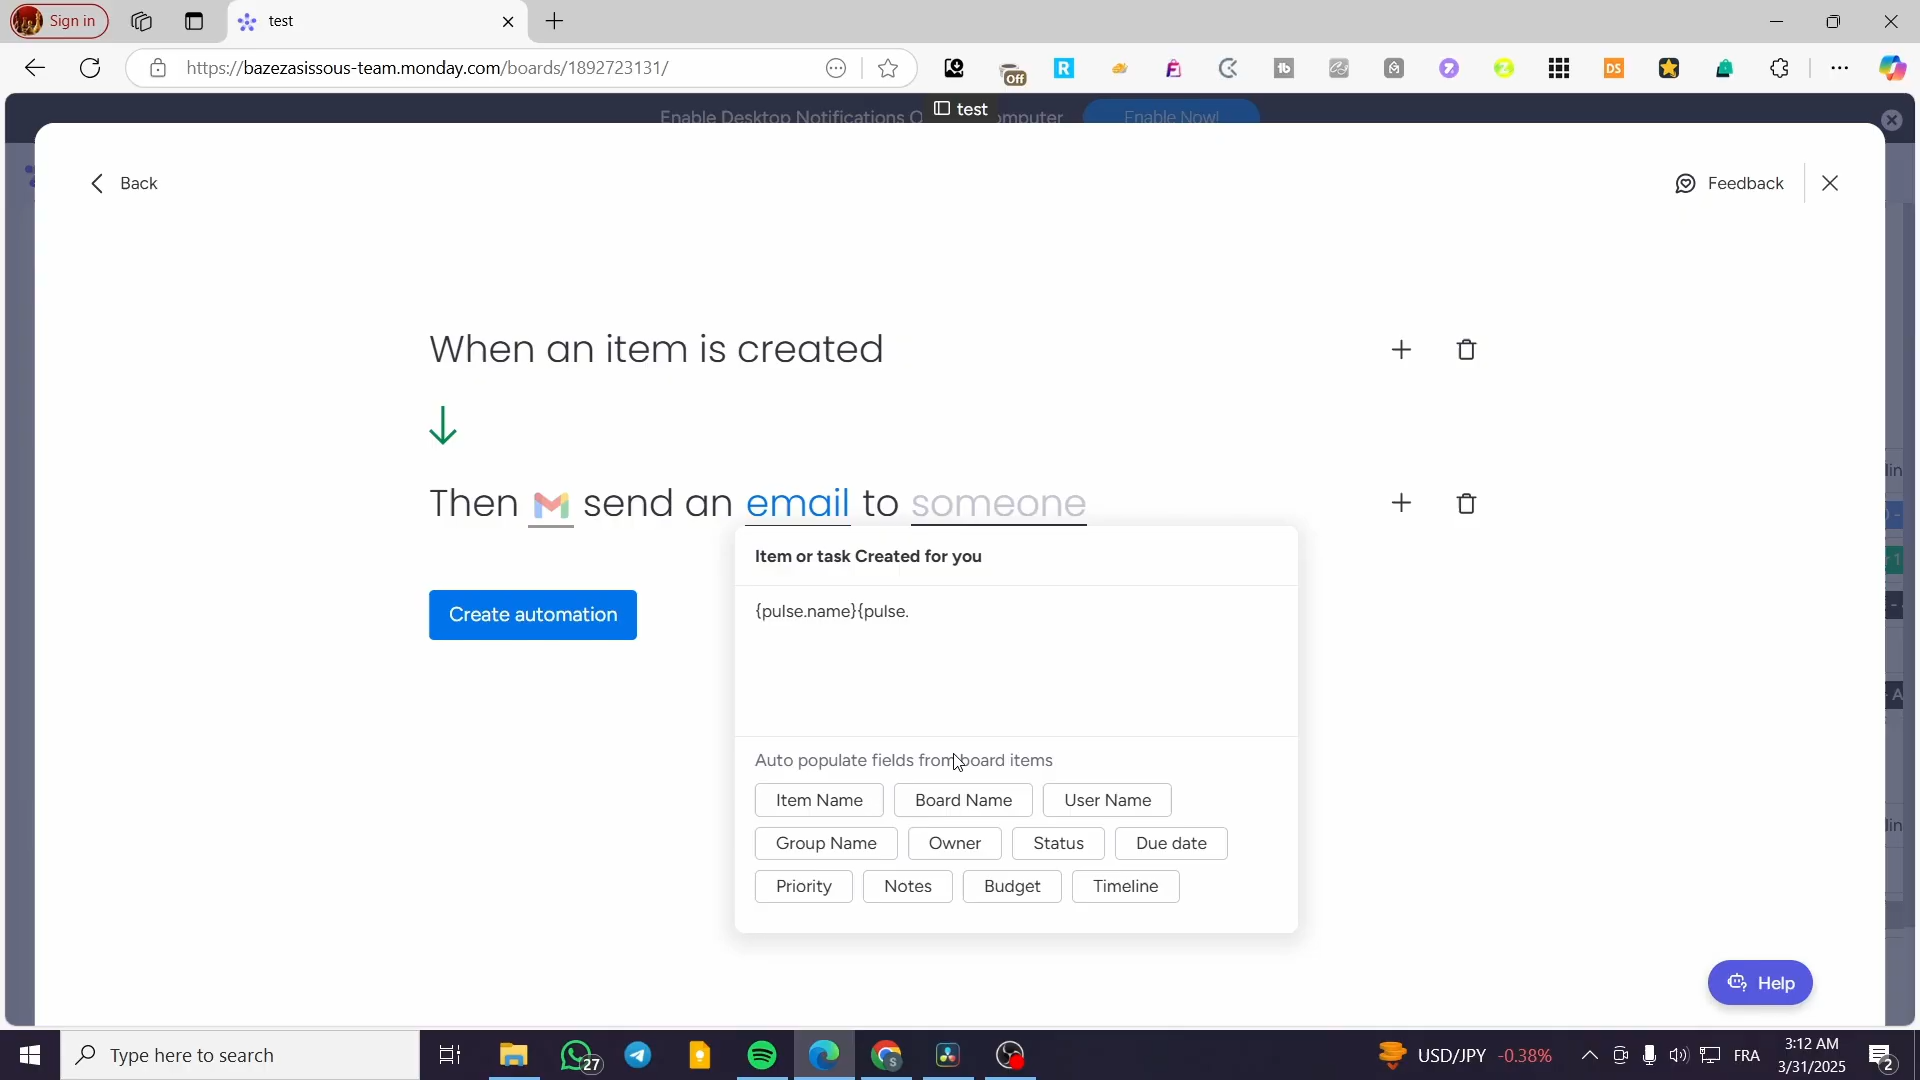 Sign in
test
https://bazezasissous-team.monday.com/boards/1892723131/
Off
Enable Desktop Notifications O
test
mputer
Enable Now!
Back
Feedback
When an item is created
Then send an email to someone
Item or task Created for you
{pulse.name}{pulse.
Create automation
Auto populate fields from board items
Item Name
Board Name
User Name
Group Name
Owner
Status
Due date
Priority
Notes
Budget
Timeline
Help
Type here to search
27
USD/JPY -0.38%
FRA
3:12 AM
3/31/2025
2